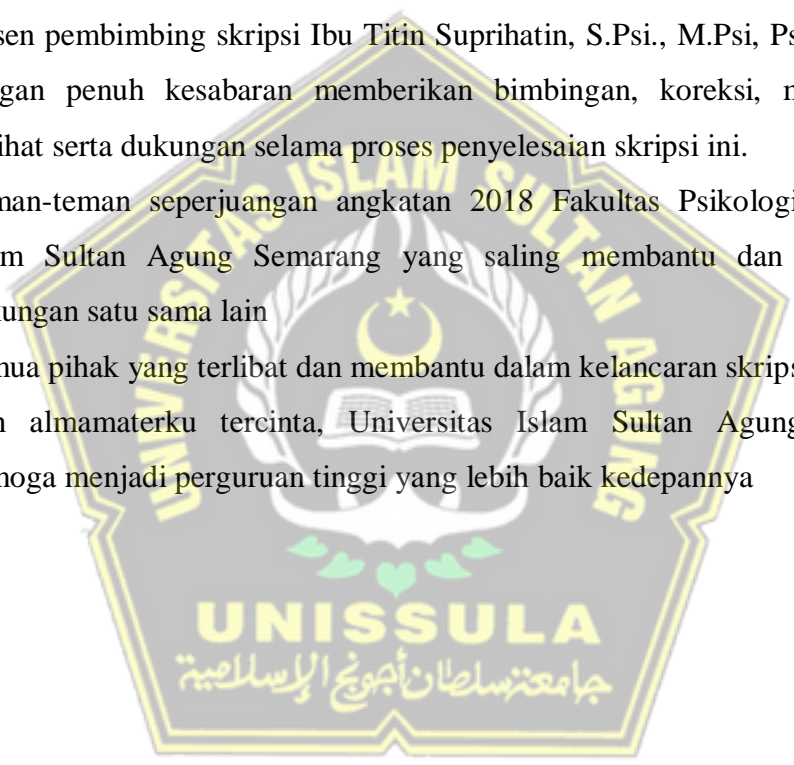 sen pembimbing skripsi Ibu Titin Suprihatin, S.Psi., M.Psi, Ps
gan penuh kesabaran memberikan bimbingan, koreksi, n
ihat serta dukungan selama proses penyelesaian skripsi ini.
man-teman seperjuangan angkatan 2018 Fakultas Psikologi
m Sultan Agung Semarang yang saling membantu dan
ungan satu sama lain
nua pihak yang terlibat dan membantu dalam kelancaran skrips
n almamaterku tercinta, Universitas Islam Sultan Agung
noga menjadi perguruan tinggi yang lebih baik kedepannya
UNIVERSITAS ISLAM SULTAN AGUNG
UNISSULA
جامعة سلطان أجونج الإسلامية